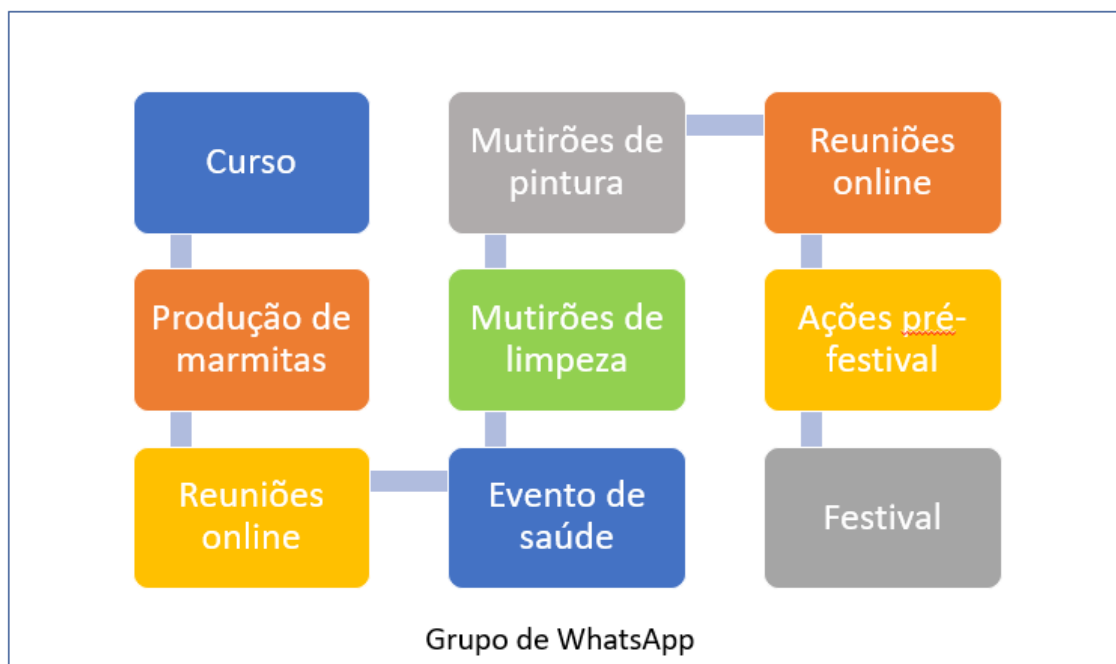 Curso
Produção de
marmitas
Reuniões
online
Evento de
saúde
Mutirões de
limpeza
Mutirões de
pintura
Reuniões
online
Ações pré-
festival
Festival
Grupo de WhatsApp